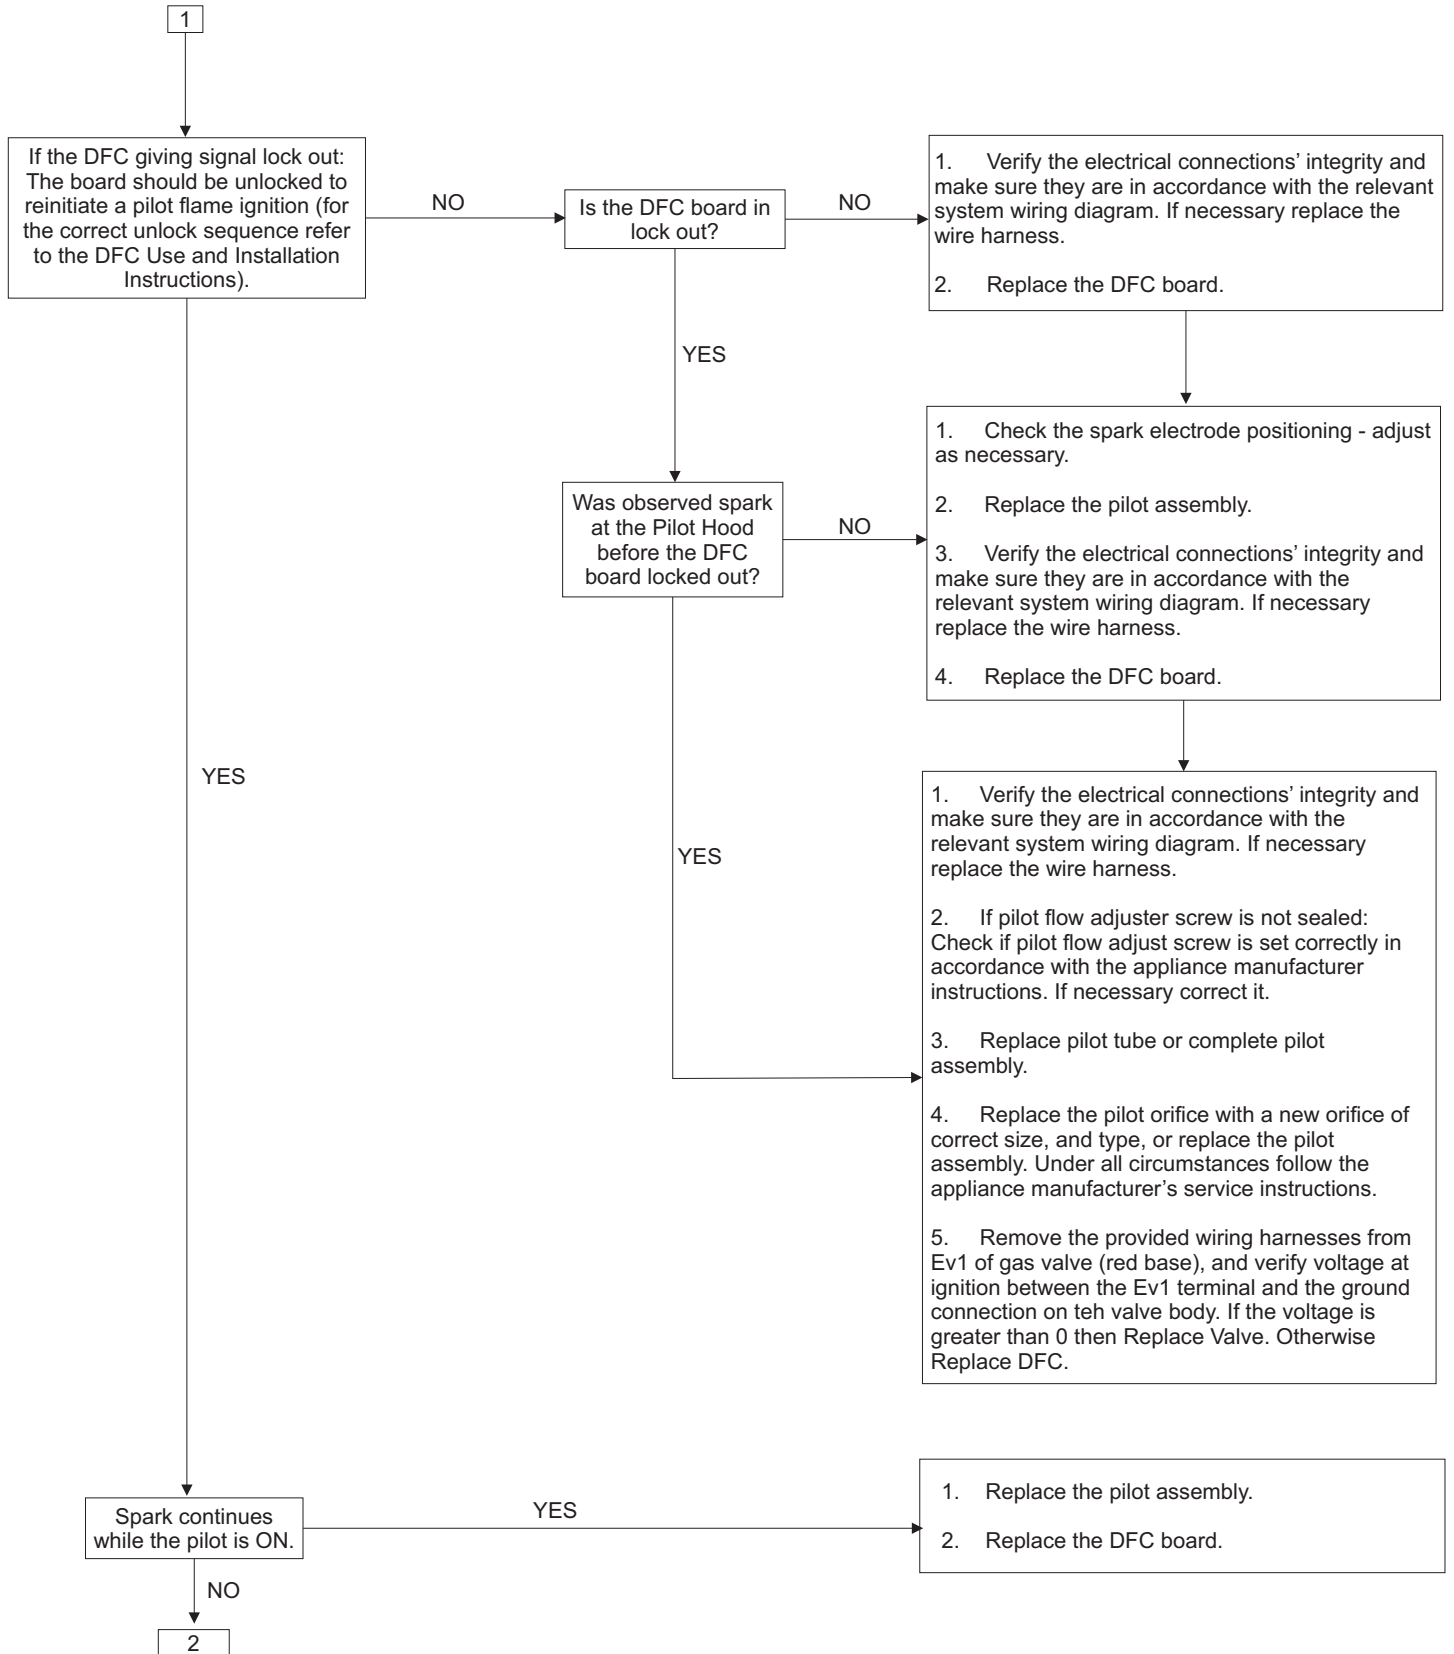 1
If the DFC giving signal lock out:
The board should be unlocked to
reinitiate a pilot flame ignition (for
the correct unlock sequence refer
to the DFC Use and Installation
Instructions).
NO
Is the DFC board in
lock out?
NO
1. Verify the electrical connections’ integrity and
make sure they are in accordance with the relevant
system wiring diagram. If necessary replace the
wire harness.
2. Replace the DFC board.
YES
Was observed spark
at the Pilot Hood
before the DFC
board locked out?
NO
1. Check the spark electrode positioning - adjust
as necessary.
2. Replace the pilot assembly.
3. Verify the electrical connections’ integrity and
make sure they are in accordance with the
relevant system wiring diagram. If necessary
replace the wire harness.
4. Replace the DFC board.
YES
YES
1. Verify the electrical connections’ integrity and
make sure they are in accordance with the
relevant system wiring diagram. If necessary
replace the wire harness.
2. If pilot flow adjuster screw is not sealed:
Check if pilot flow adjust screw is set correctly in
accordance with the appliance manufacturer
instructions. If necessary correct it.
3. Replace pilot tube or complete pilot
assembly.
4. Replace the pilot orifice with a new orifice of
correct size, and type, or replace the pilot
assembly. Under all circumstances follow the
appliance manufacturer’s service instructions.
5. Remove the provided wiring harnesses from
Ev1 of gas valve (red base), and verify voltage at
ignition between the Ev1 terminal and the ground
connection on teh valve body. If the voltage is
greater than 0 then Replace Valve. Otherwise
Replace DFC.
Spark continues
while the pilot is ON.
YES
1. Replace the pilot assembly.
2. Replace the DFC board.
NO
2